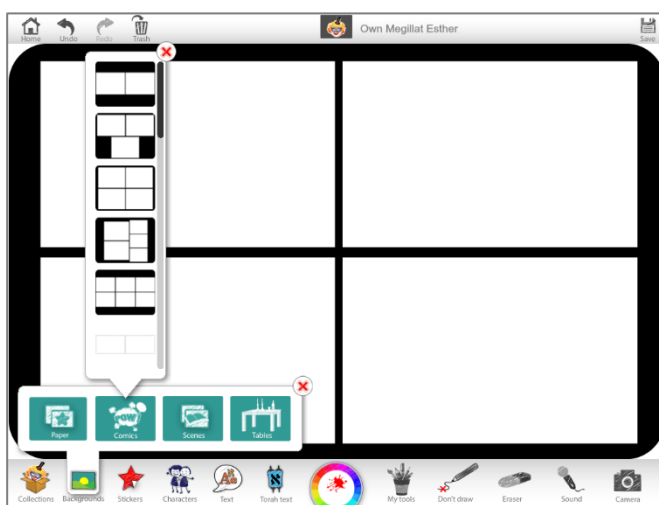 Home Undo Redo Trash Own Megillat Esther Save
POW
Paper Comics Scenes Tables
Collections Backgrounds Stickers Characters Text Torah text My tools Don't draw Eraser Sound Camera